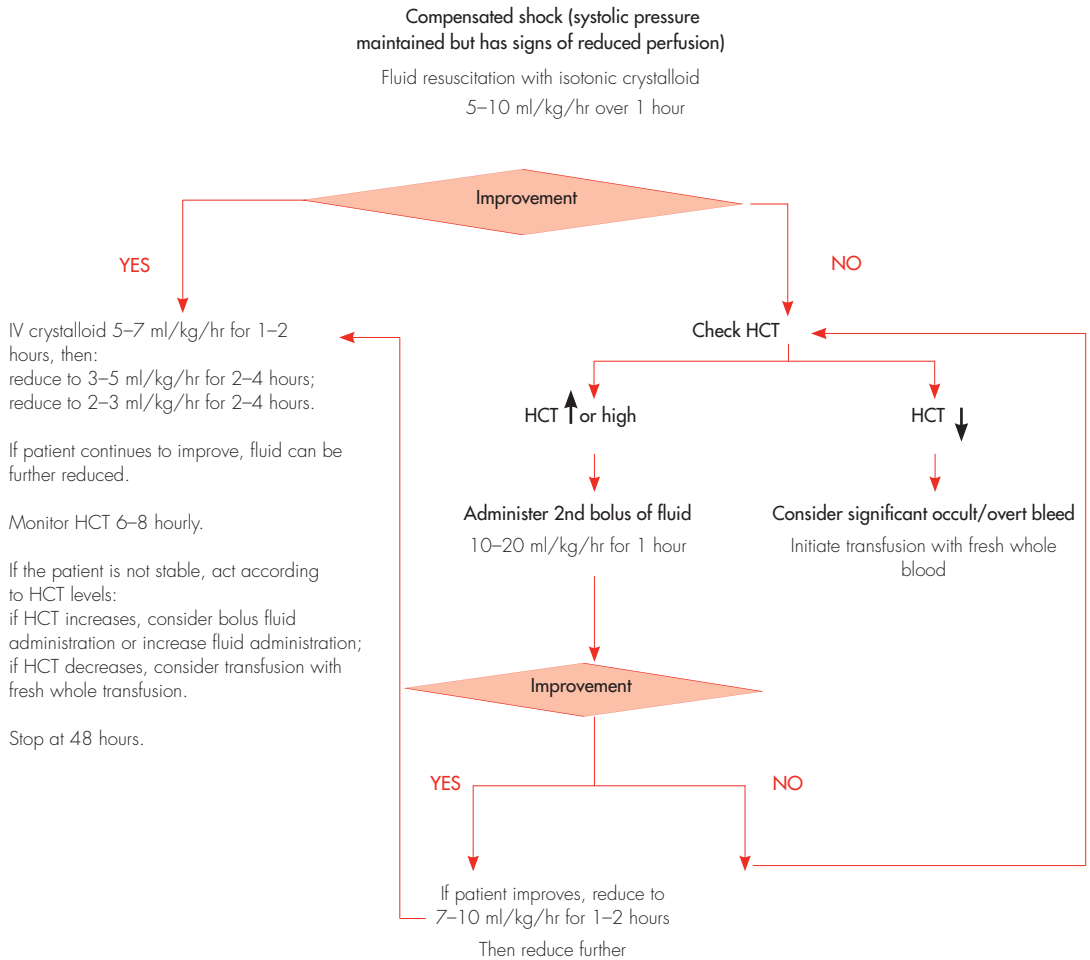 Compensated shock (systolic pressure
maintained but has signs of reduced perfusion)
Fluid resuscitation with isotonic crystalloid
5–10 ml/kg/hr over 1 hour
Improvement
YES
NO
IV crystalloid 5–7 ml/kg/hr for 1–2
hours, then:
reduce to 3–5 ml/kg/hr for 2–4 hours;
reduce to 2–3 ml/kg/hr for 2–4 hours.
If patient continues to improve, fluid can be
further reduced.
Monitor HCT 6–8 hourly.
If the patient is not stable, act according
to HCT levels:
if HCT increases, consider bolus fluid
administration or increase fluid administration;
if HCT decreases, consider transfusion with
fresh whole transfusion.
Stop at 48 hours.
Check HCT
HCT ↑ or high
HCT ↓
Administer 2nd bolus of fluid
10–20 ml/kg/hr for 1 hour
Consider significant occult/overt bleed
Initiate transfusion with fresh whole
blood
Improvement
YES
NO
If patient improves, reduce to
7–10 ml/kg/hr for 1–2 hours
Then reduce further